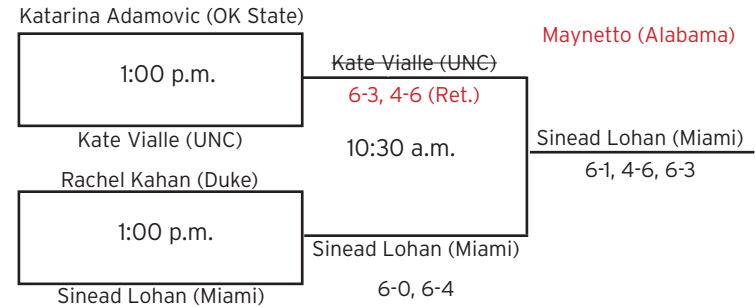 Katarina Adamovic (OK State)
1:00 p.m.
Kate Vialle (UNC)
Rachel Kahan (Duke)
1:00 p.m.
Sinead Lohan (Miami)
Kate Vialle (UNC)
6-3, 4-6 (Ret.)
10:30 a.m.
Sinead Lohan (Miami)
6-0, 6-4
Maynetto (Alabama)
Sinead Lohan (Miami)
6-1, 4-6, 6-3